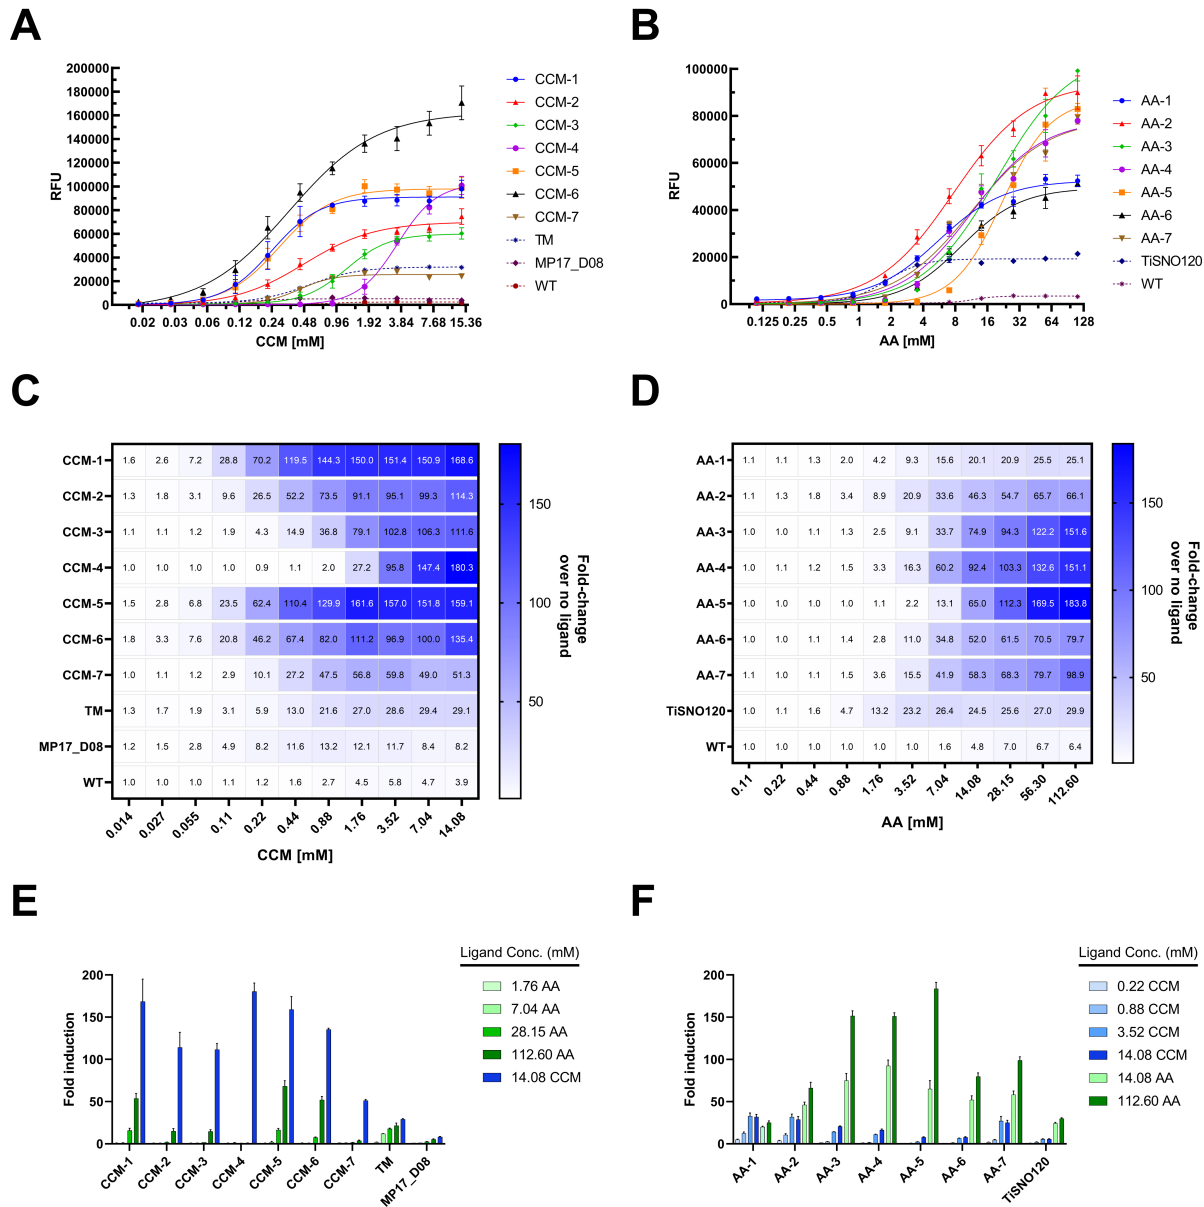 A
B
200000
180000
160000
140000
120000
100000
80000
60000
40000
20000
0
RFU
0.02 0.03 0.06 0.12 0.24 0.48 0.96 1.92 3.84 7.68 15.36
CCM [mM]
CCM-1
CCM-2
CCM-3
CCM-4
CCM-5
CCM-6
CCM-7
TM
MP17_D08
WT
100000
80000
60000
40000
20000
0
RFU
0.125 0.25 0.5 1 2 4 8 16 32 64 128
AA [mM]
AA-1
AA-2
AA-3
AA-4
AA-5
AA-6
AA-7
TiSNO120
WT
C
D
CCM-1 1.6 2.6 7.2 28.8 70.2 119.5 144.3 150.0 151.4 150.9 168.6
CCM-2 1.3 1.8 3.1 9.6 26.5 52.2 73.5 91.1 95.1 99.3 114.3
CCM-3 1.1 1.1 1.2 1.9 4.3 14.9 36.8 79.1 102.8 106.3 111.6
CCM-4 1.0 1.0 1.0 1.0 0.9 1.1 2.0 27.2 95.8 147.4 180.3
CCM-5 1.5 2.8 6.8 23.5 62.4 110.4 129.9 161.6 157.0 151.8 159.1
CCM-6 1.8 3.3 7.6 20.8 46.2 67.4 82.0 111.2 96.9 100.0 135.4
CCM-7 1.0 1.1 1.2 2.9 10.1 27.2 47.5 56.8 59.8 49.0 51.3
TM 1.3 1.7 1.9 3.1 5.9 13.0 21.6 27.0 28.6 29.4 29.1
MP17_D08 1.2 1.5 2.8 4.9 8.2 11.6 13.2 12.1 11.7 8.4 8.2
WT 1.0 1.0 1.0 1.1 1.2 1.6 2.7 4.5 5.8 4.7 3.9
0.014 0.027 0.055 0.11 0.22 0.44 0.88 1.76 3.52 7.04 14.08
CCM [mM]
150
100
50
Fold-change
over no ligand
AA-1 1.1 1.1 1.3 2.0 4.2 9.3 15.6 20.1 20.9 25.5 25.1
AA-2 1.1 1.3 1.8 3.4 8.9 20.9 33.6 46.3 54.7 65.7 66.1
AA-3 1.0 1.0 1.1 1.3 2.5 9.1 33.7 74.9 94.3 122.2 151.6
AA-4 1.0 1.1 1.2 1.5 3.3 16.3 60.2 92.4 103.3 132.6 151.1
AA-5 1.0 1.0 1.0 1.0 1.1 2.2 13.1 65.0 112.3 169.5 183.8
AA-6 1.0 1.0 1.1 1.4 2.8 11.0 34.8 52.0 61.5 70.5 79.7
AA-7 1.0 1.0 1.1 1.5 3.6 15.5 41.9 58.3 68.3 79.7 98.9
TiSNO120 1.0 1.1 1.6 4.7 13.2 23.2 26.4 24.5 25.6 27.0 29.9
WT 1.0 1.0 1.0 1.0 1.0 1.0 1.6 4.8 7.0 6.7 6.4
0.11 0.22 0.44 0.88 1.76 3.52 7.04 14.08 28.15 56.30 112.60
AA [mM]
150
100
50
Fold-change
over no ligand
E
F
200
150
100
50
0
Fold induction
CCM-1 CCM-2 CCM-3 CCM-4 CCM-5 CCM-6 CCM-7 TM MP17_D08
Ligand Conc. (mM)
1.76 AA
7.04 AA
28.15 AA
112.60 AA
14.08 CCM
200
150
100
50
0
Fold induction
AA-1 AA-2 AA-3 AA-4 AA-5 AA-6 AA-7 TiSNO120
Ligand Conc. (mM)
0.22 CCM
0.88 CCM
3.52 CCM
14.08 CCM
14.08 AA
112.60 AA